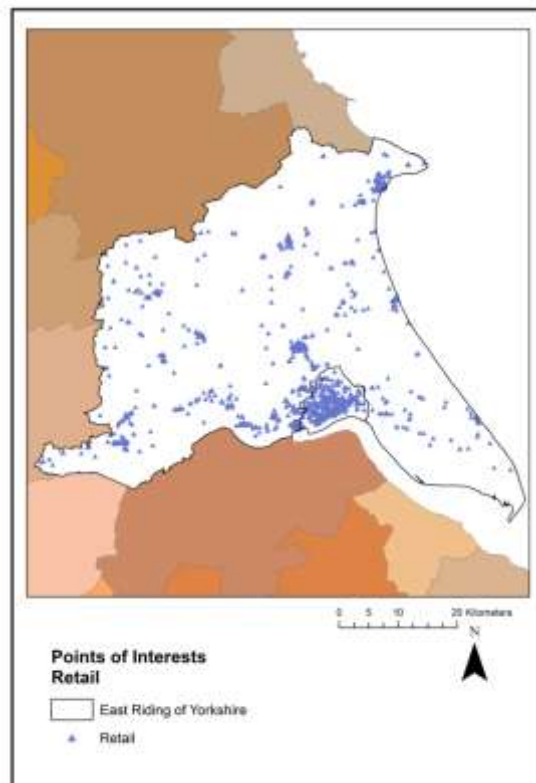 0 5 10 20 Kilometers
N
Points of Interests
Retail
East Riding of Yorkshire
Retail